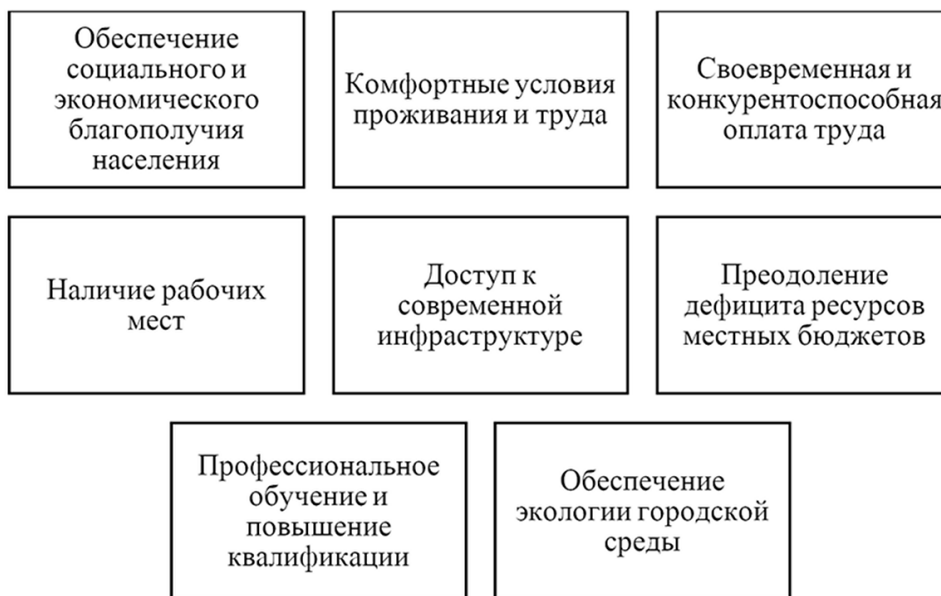 Обеспечение
социального и
экономического
благополучия
населения
Комфортные условия
проживания и труда
Своевременная и
конкурентоспособная
оплата труда
Наличие рабочих
мест
Доступ к
современной
инфраструктуре
Преодоление
дефицита ресурсов
местных бюджетов
Профессиональное
обучение и
повышение
квалификации
Обеспечение
экологии городской
среды